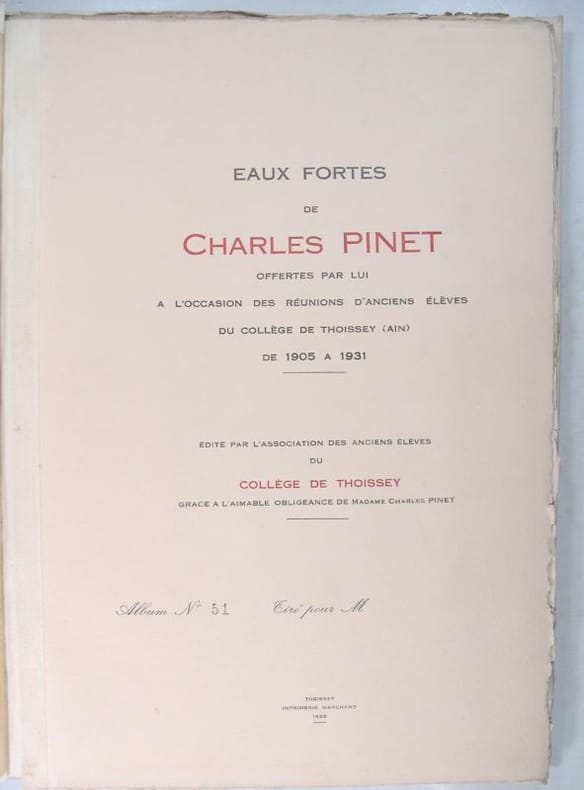 EAUX FORTES
DE
CHARLES PINET
OFFERTES PAR LUI
A L'OCCASION DES RÉUNIONS D'ANCIENS ÉLÈVES
DU COLLÈGE DE THOISSEY (AIN)
DE 1905 A 1931
ÉDITÉ PAR L'ASSOCIATION DES ANCIENS ÉLÈVES
DU
COLLÈGE DE THOISSEY
GRACE A L'AIMABLE OBLIGEANCE DE MADAME CHARLES PINET
Album Nº 51 Tiré pour M
THOISSEY
IMPRIMERIE MARCHAND